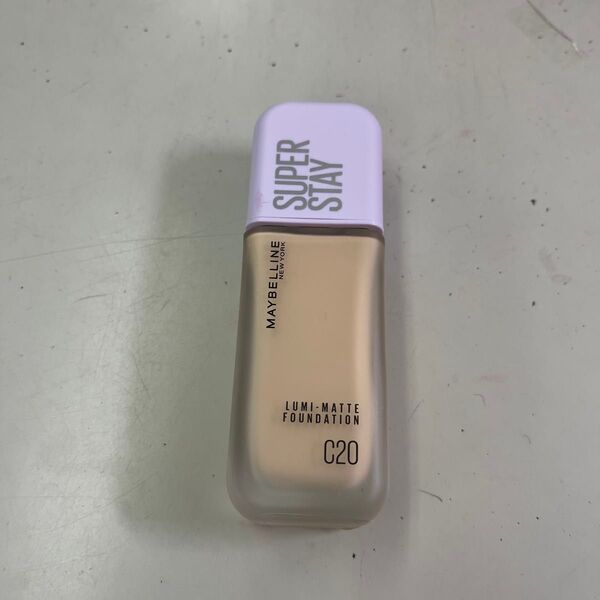 SUPER
STAY
MAYBELLINE
NEW YORK
LUMI-MATTE
FOUNDATION
C20